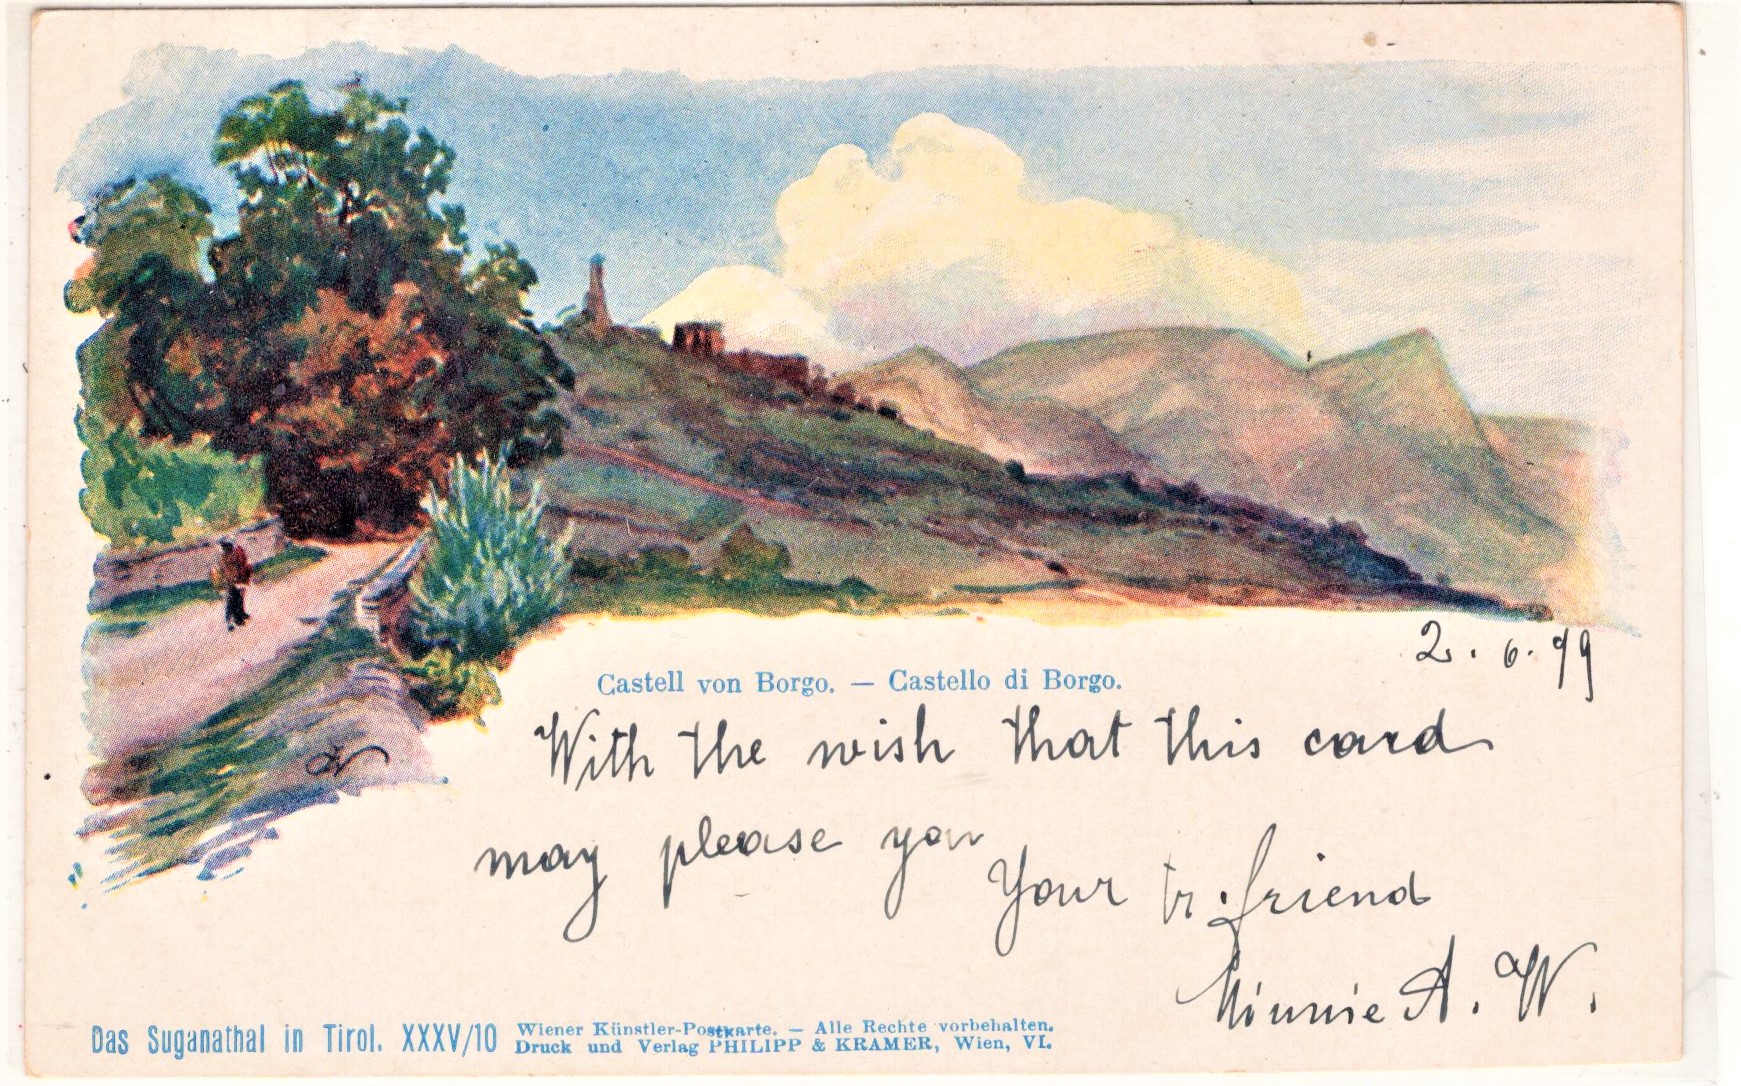 2. 6. 99
Castell von Borgo. — Castello di Borgo.
With the wish that this card
may please you
Your tr. friend
Minnie A. W.
Das Suganathal in Tirol. XXXV/10
Wiener Künstler-Postkarte. — Alle Rechte vorbehalten.
Druck und Verlag PHILIPP & KRAMER, Wien, VI.